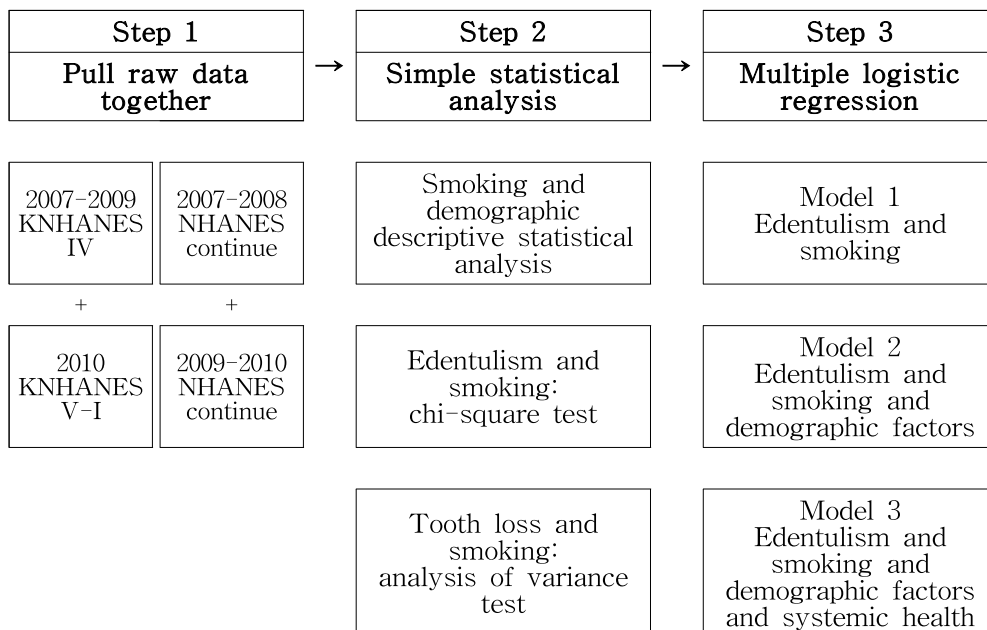 Step 1
Pull raw data
together
→
Step 2
Simple statistical
analysis
→
Step 3
Multiple logistic
regression
2007-2009
KNHANES
IV
2007-2008
NHANES
continue
+
+
2010
KNHANES
V-I
2009-2010
NHANES
continue
Smoking and
demographic
descriptive statistical
analysis
Edentulism and
smoking:
chi-square test
Tooth loss and
smoking:
analysis of variance
test
Model 1
Edentulism and
smoking
Model 2
Edentulism and
smoking and
demographic factors
Model 3
Edentulism and
smoking and
demographic factors
and systemic health